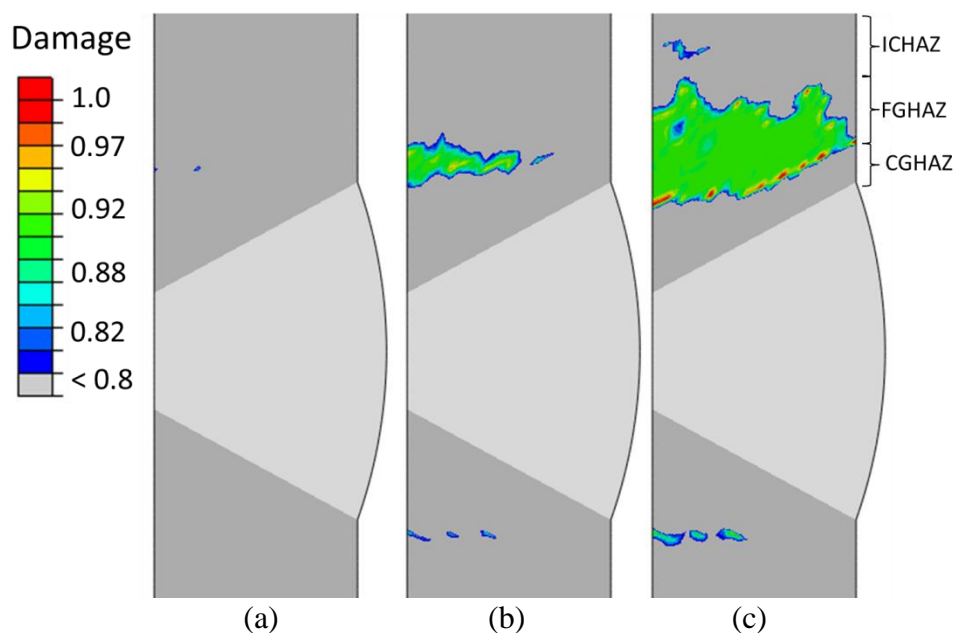 Damage
1.0
0.97
0.92
0.88
0.82
< 0.8
ICHAZ
FGHAZ
CGHAZ
(a)
(b)
(c)